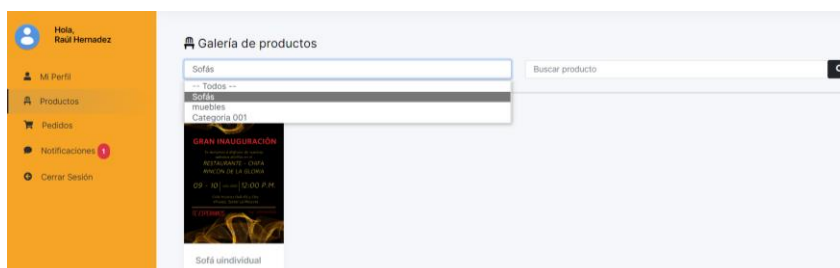 Hola,
Raúl Hernadez
Mi Perfil
Productos
Pedidos
Notificaciones 1
Cerrar Sesión
Galería de productos
Sofás
Buscar producto
-- Todos --
Sofás
muebles
Categoria 001
GRAN INAUGURACIÓN
RESTAURANTE - CHIFA
RINCON DE LA GLORIA
09 - 10 12:00 P.M.
Sofá uindividual